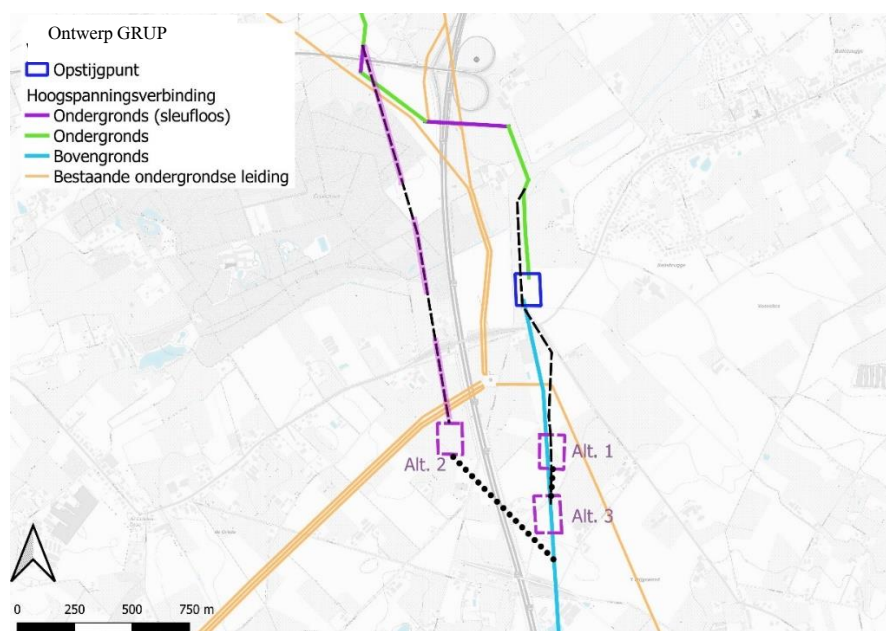 Ontwerp GRUP
Opstijgpunt
Hoogspanningsverbinding
Ondergronds (sleufloos)
Ondergronds
Bovengronds
Bestaande ondergrondse leiding
Alt. 1
Alt. 2
Alt. 3
0 250 500 750 m